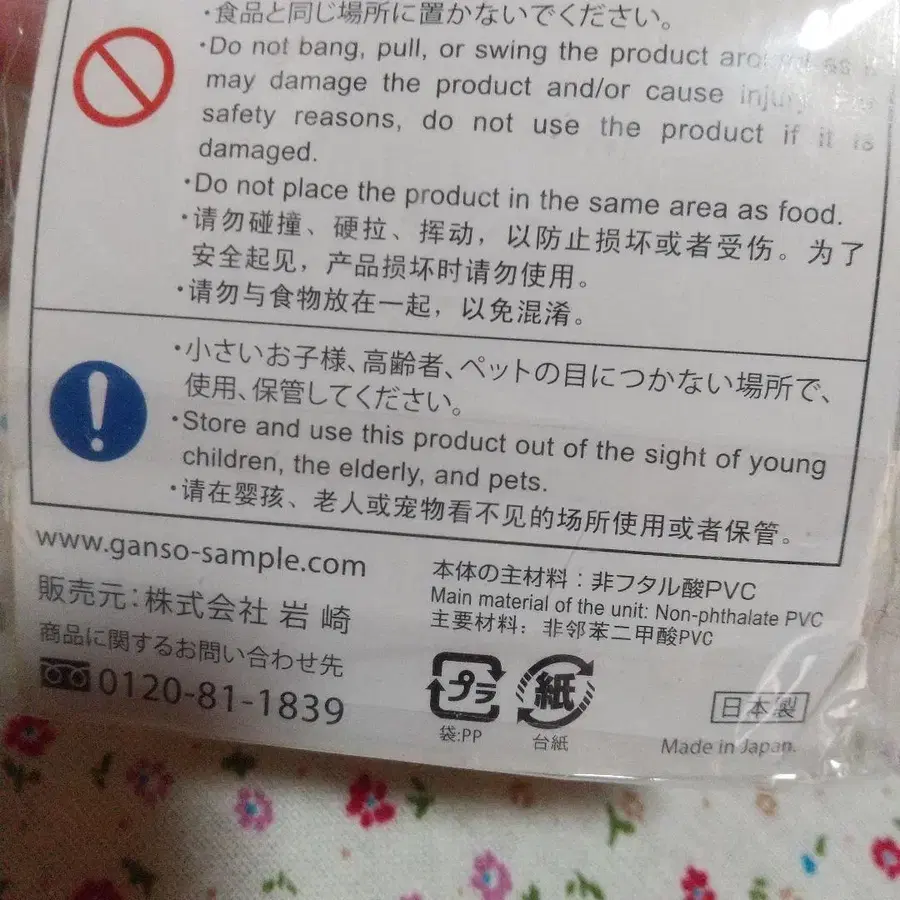 ・食品と同じ場所に置かないでください。
・Do not bang, pull, or swing the product around as it
may damage the product and/or cause injury. For
safety reasons, do not use the product if it is
damaged.
・Do not place the product in the same area as food.
・请勿碰撞、硬拉、挥动，以防止损坏或者受伤。为了
安全起见，产品损坏时请勿使用。
・请勿与食物放在一起，以免混淆。
・小さいお子様、高齢者、ペットの目につかない場所で、
使用、保管してください。
・Store and use this product out of the sight of young
children, the elderly, and pets.
・请在婴孩、老人或宠物看不见的场所使用或者保管。
www.ganso-sample.com
販売元：株式会社 岩崎
商品に関するお問い合わせ先
0120-81-1839
本体の主材料：非フタル酸PVC
Main material of the unit: Non-phthalate PVC
主要材料：非邻苯二甲酸PVC
プラ
袋:PP
紙
台紙
日本製
Made in Japan.